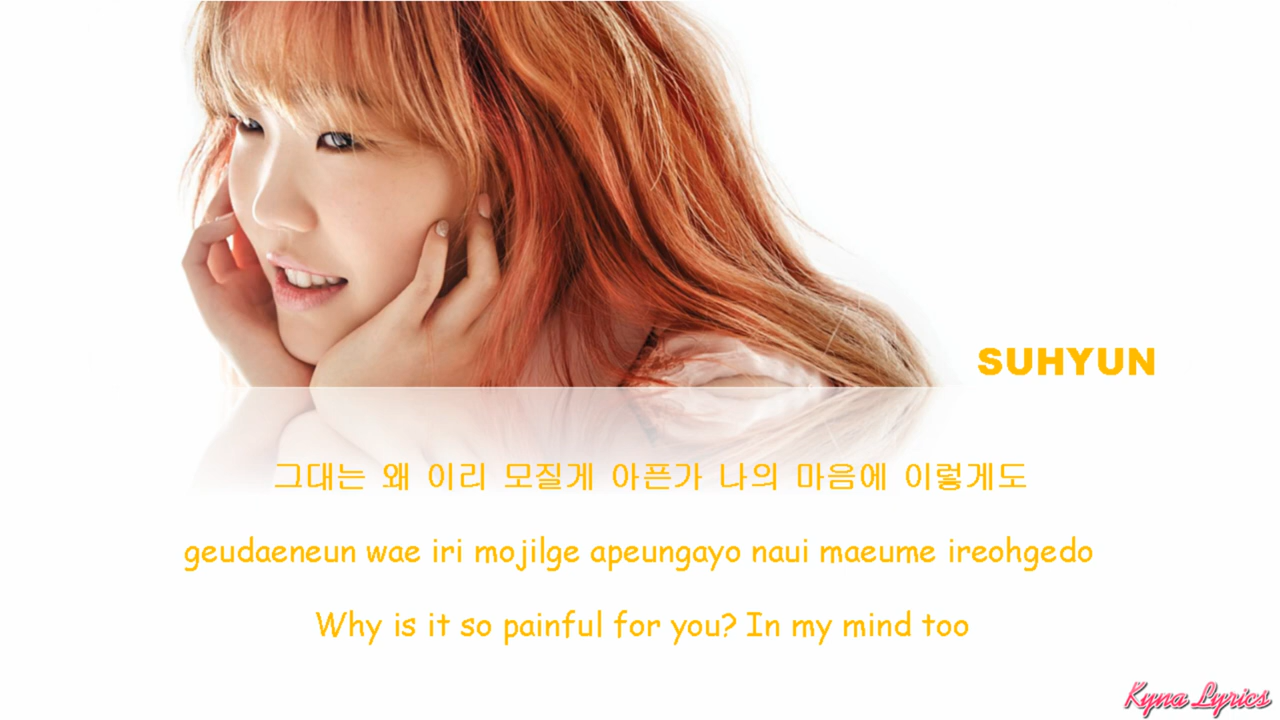 SUHYUN
그대는 왜 이리 모질게 아픈가 나의 마음에 이렇게도
geudaeneun wae iri mojilge apeungayo naui maeume ireohgedo
Why is it so painful for you? In my mind too
Kyna Lyrics